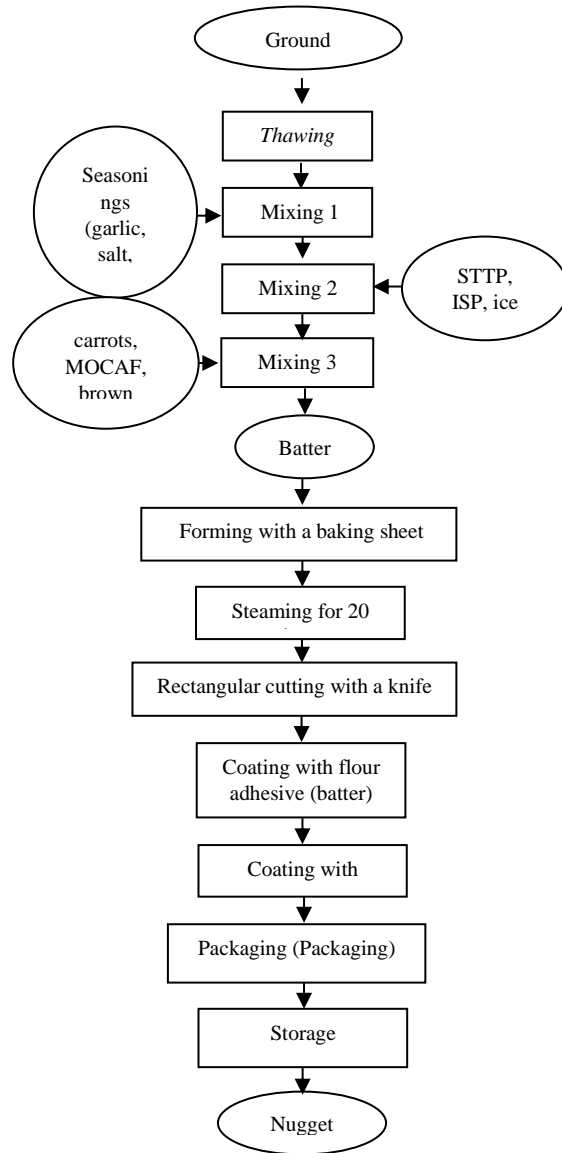 Ground
Thawing
Seasoni
ngs
(garlic,
salt,
Mixing 1
Mixing 2
STTP,
ISP, ice
carrots,
MOCAF,
brown
Mixing 3
Batter
Forming with a baking sheet
Steaming for 20
Rectangular cutting with a knife
Coating with flour
adhesive (batter)
Coating with
Packaging (Packaging)
Storage
Nugget